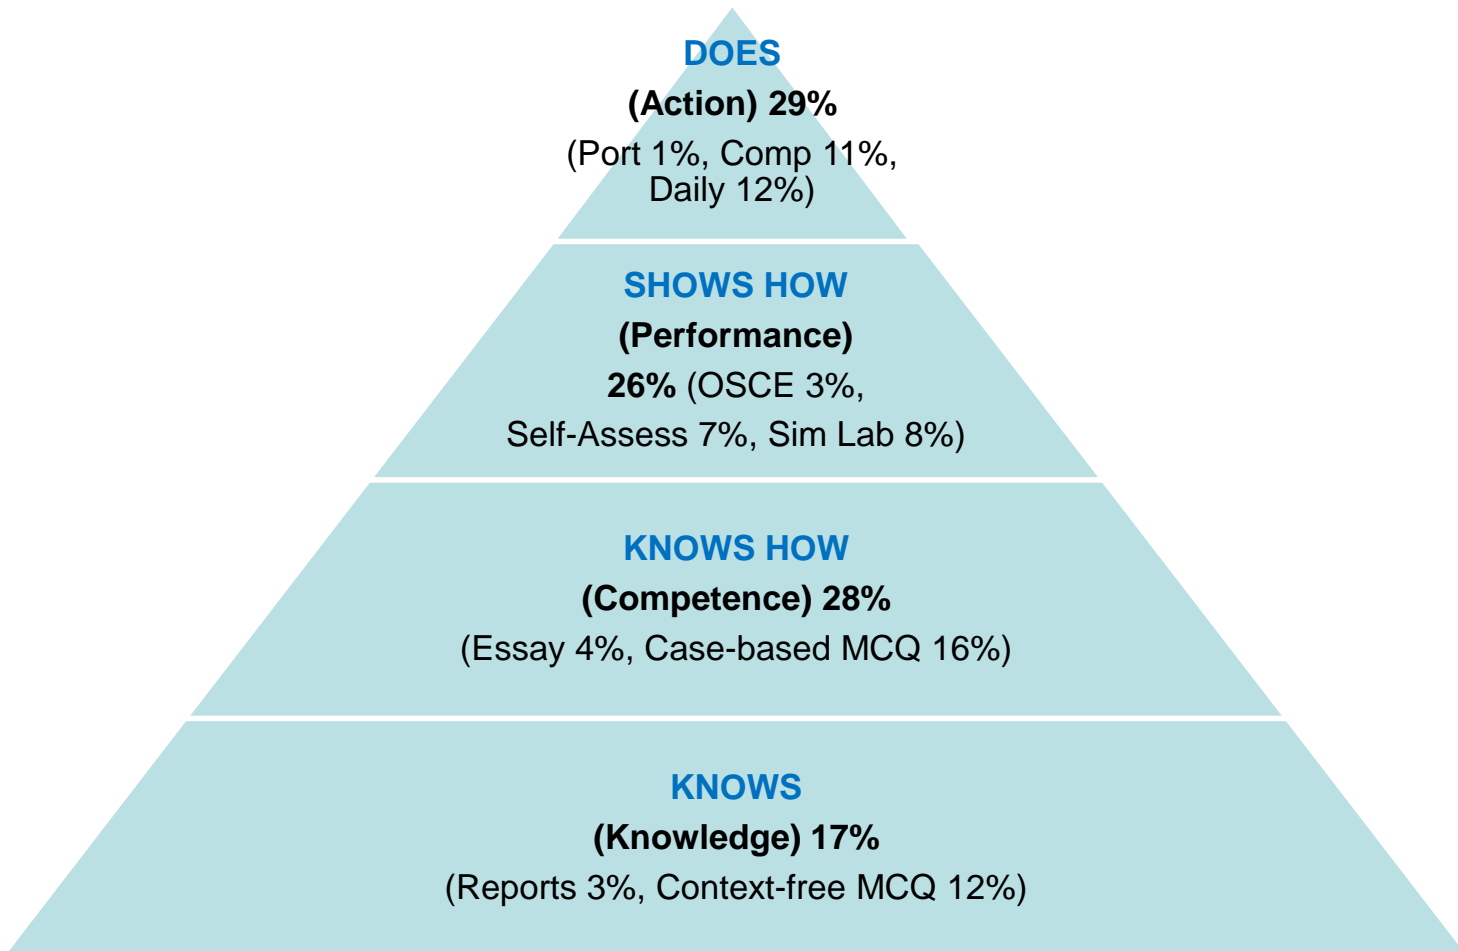 DOES
(Action) 29%
(Port 1%, Comp 11%,
Daily 12%)
SHOWS HOW
(Performance)
26% (OSCE 3%,
Self-Assess 7%, Sim Lab 8%)
KNOWS HOW
(Competence) 28%
(Essay 4%, Case-based MCQ 16%)
KNOWS
(Knowledge) 17%
(Reports 3%, Context-free MCQ 12%)